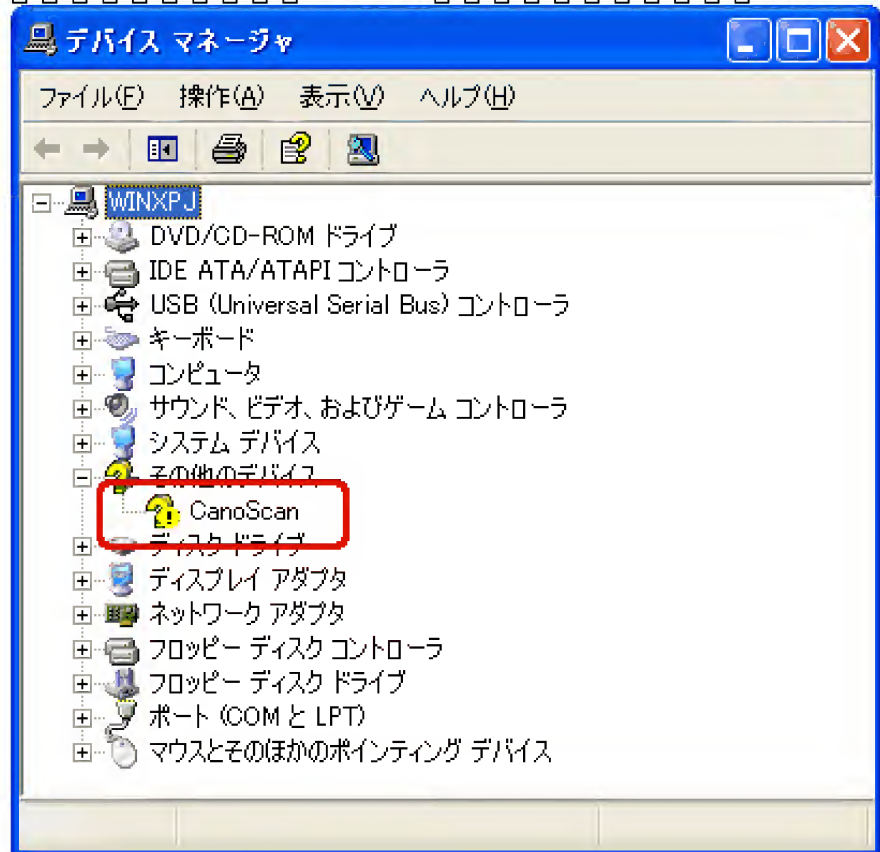 デバイス マネージャ
ファイル(F) 操作(A) 表示(V) ヘルプ(H)
WINXPJ
DVD/CD-ROM ドライブ
IDE ATA/ATAPI コントローラ
USB (Universal Serial Bus) コントローラ
キーボード
コンピュータ
サウンド、ビデオ、およびゲーム コントローラ
システム デバイス
その他のデバイス
CanoScan
ディスク ドライブ
ディスプレイ アダプタ
ネットワーク アダプタ
フロッピー ディスク コントローラ
フロッピー ディスク ドライブ
ポート (COM と LPT)
マウスとそのほかのポインティング デバイス